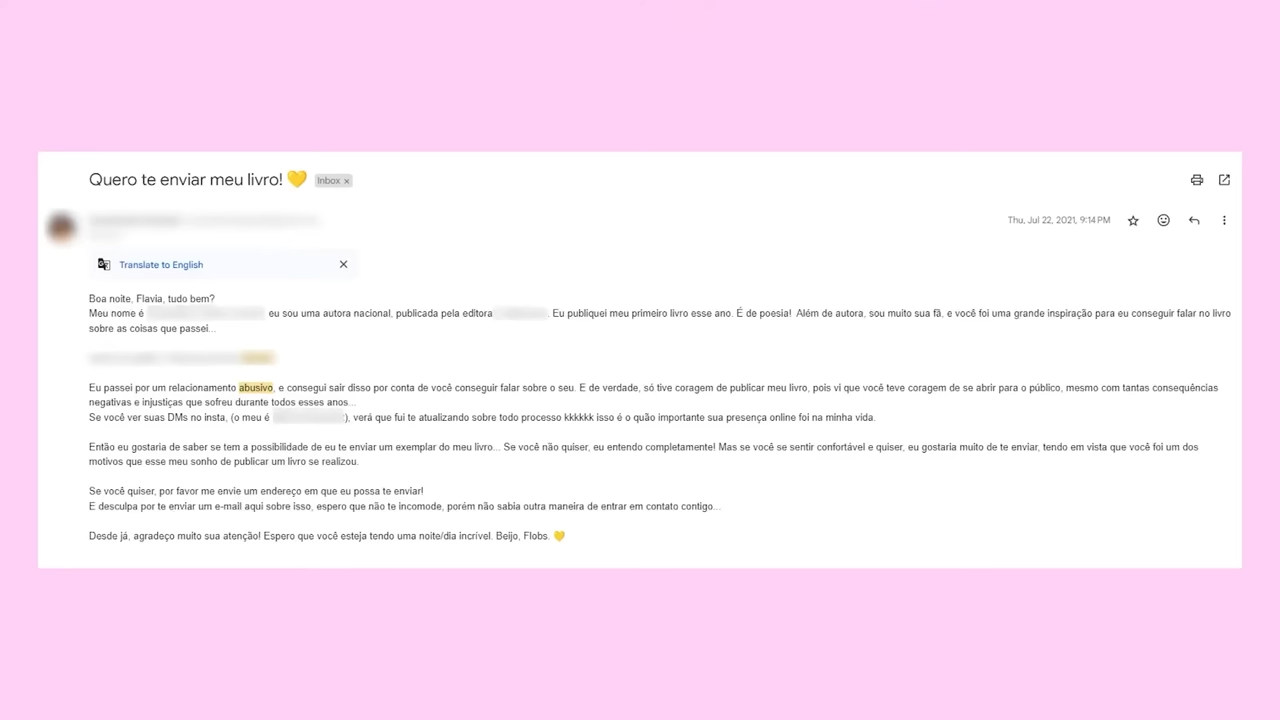 Quero te enviar meu livro! 💛 Inbox ×
Thu, Jul 22, 2021, 9:14 PM
Translate to English
Boa noite, Flavia, tudo bem?
Meu nome é eu sou uma autora nacional, publicada pela editora . Eu publiquei meu primeiro livro esse ano. É de poesia! Além de autora, sou muito sua fã, e você foi uma grande inspiração para eu conseguir falar no livro
sobre as coisas que passei...
Eu passei por um relacionamento abusivo, e consegui sair disso por conta de você conseguir falar sobre o seu. E de verdade, só tive coragem de publicar meu livro, pois vi que você teve coragem de se abrir para o público, mesmo com tantas consequências
negativas e injustiças que sofreu durante todos esses anos...
Se você ver suas DMs no insta, (o meu é ), verá que fui te atualizando sobre todo processo kkkkkk isso é o quão importante sua presença online foi na minha vida.
Então eu gostaria de saber se tem a possibilidade de eu te enviar um exemplar do meu livro... Se você não quiser, eu entendo completamente! Mas se você se sentir confortável e quiser, eu gostaria muito de te enviar, tendo em vista que você foi um dos
motivos que esse meu sonho de publicar um livro se realizou.
Se você quiser, por favor me envie um endereço em que eu possa te enviar!
E desculpa por te enviar um e-mail aqui sobre isso, espero que não te incomode, porém não sabia outra maneira de entrar em contato contigo...
Desde já, agradeço muito sua atenção! Espero que você esteja tendo uma noite/dia incrível. Beijo, Flobs. 💛